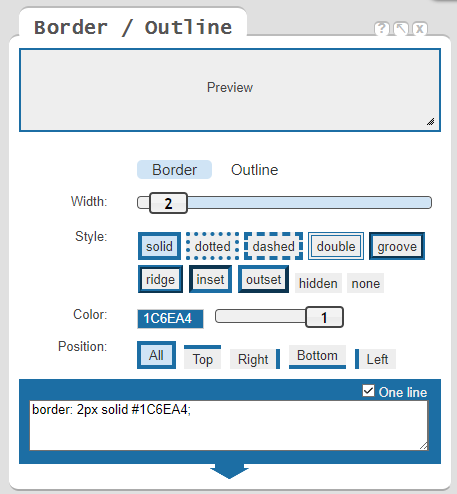 Border / Outline
? x
Preview
Border Outline
Width: 2
Style: solid dotted dashed double groove
ridge inset outset hidden none
Color: 1C6EA4 1
Position: All Top Right Bottom Left
One line
border: 2px solid #1C6EA4;